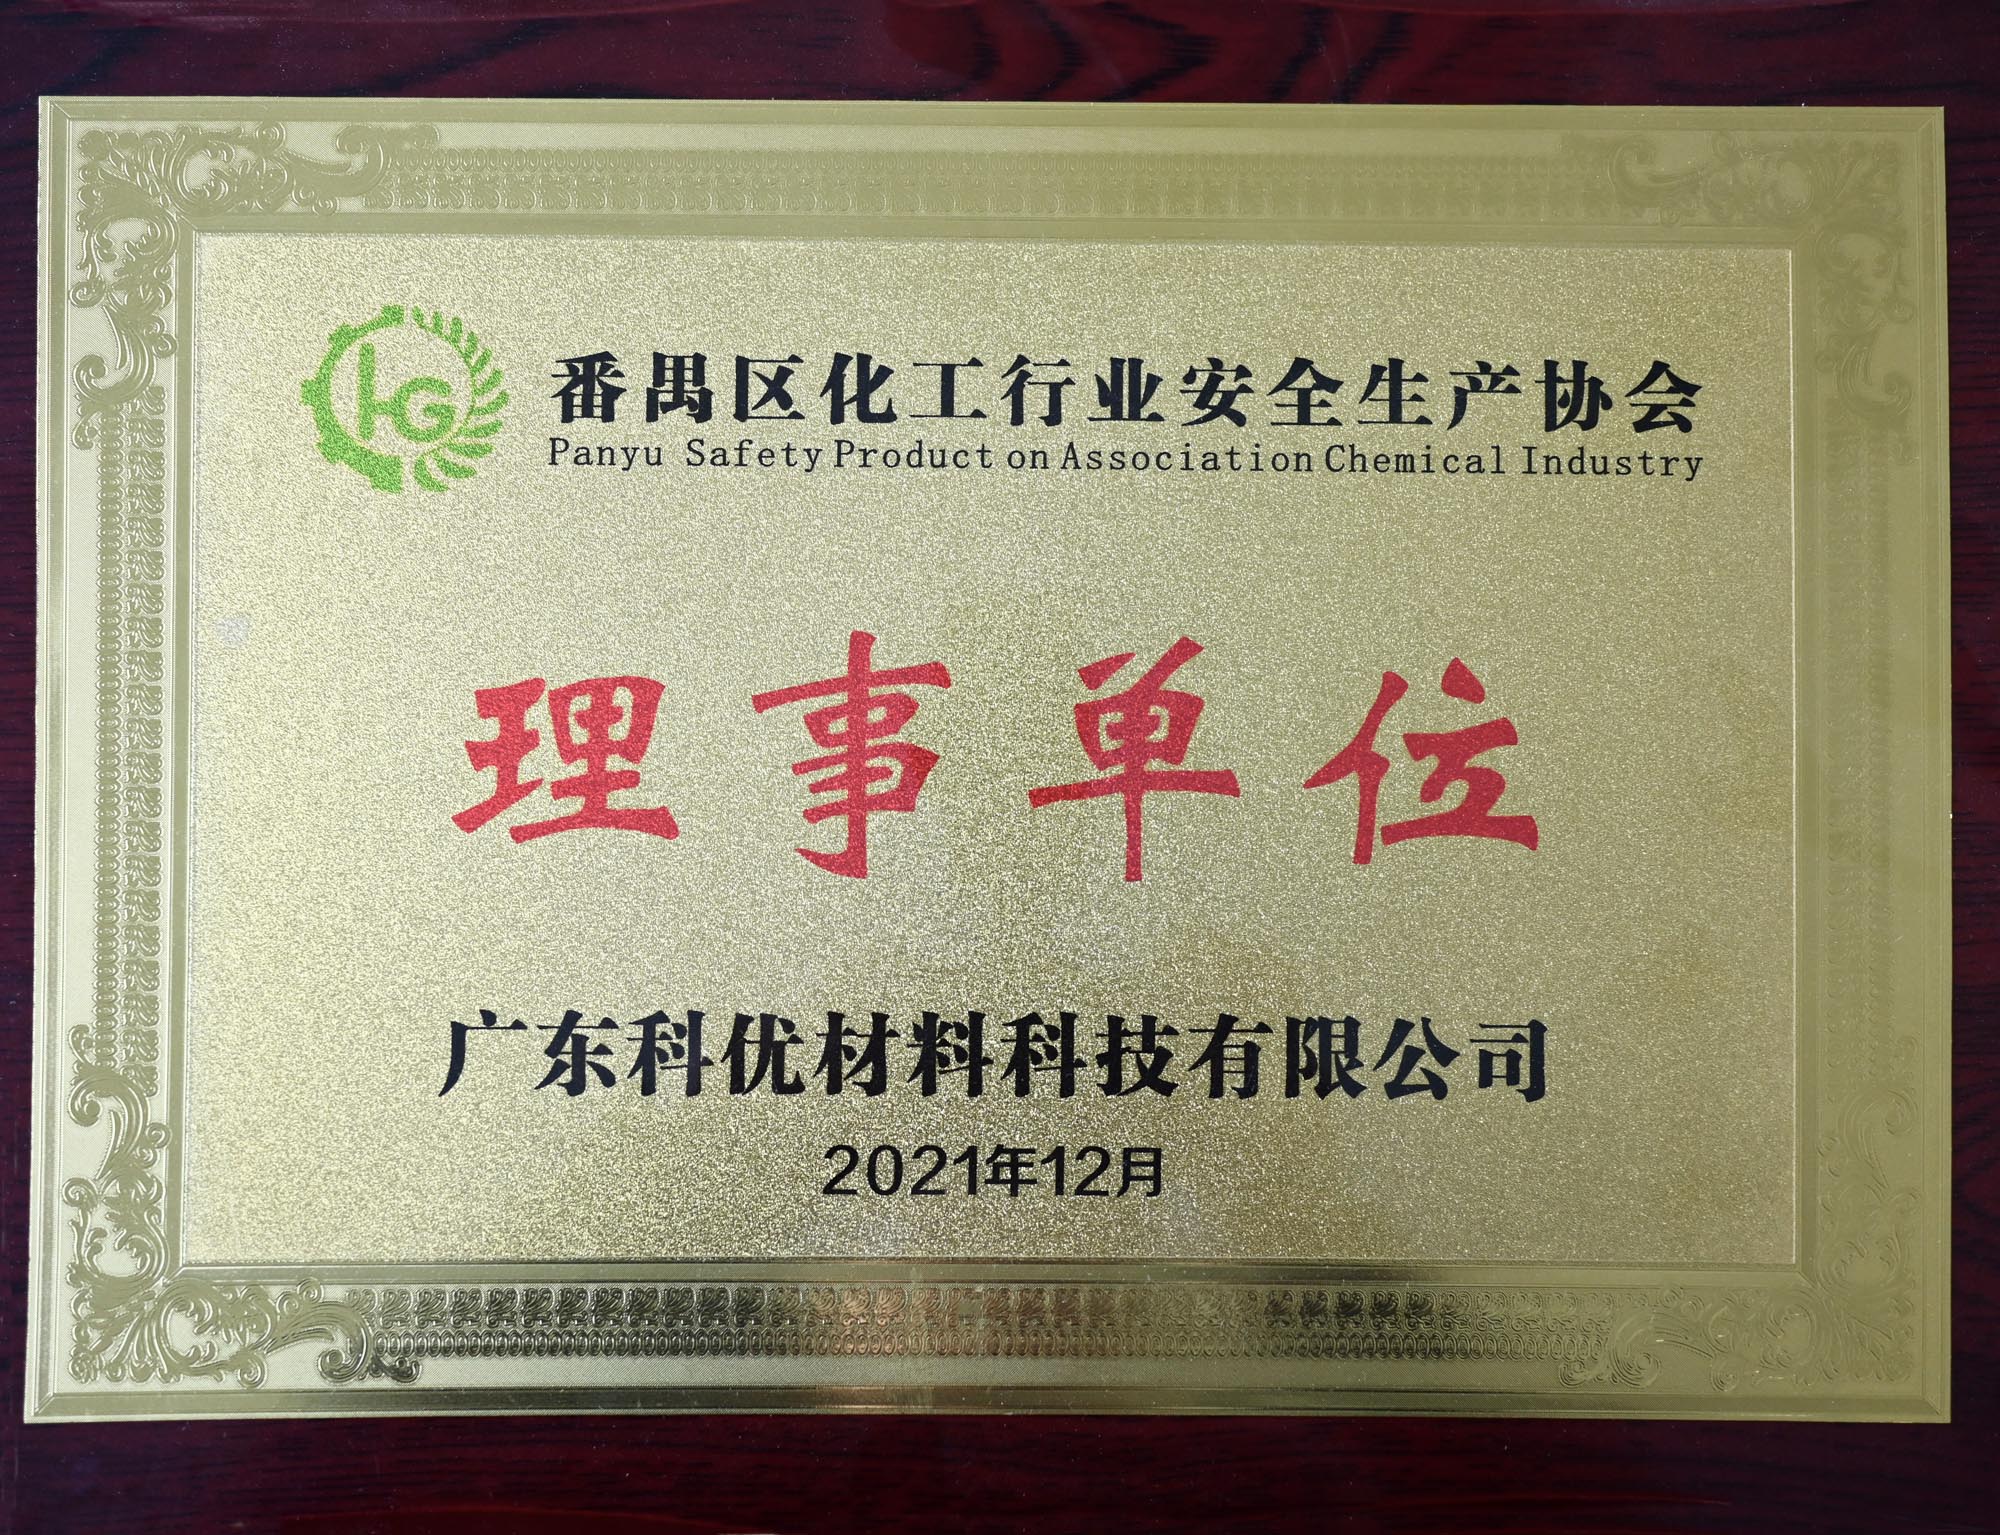 番禺区化工行业安全生产协会
Panyu Safety Product on Association Chemical Industry
理事单位
广东科优材料科技有限公司
2021年12月